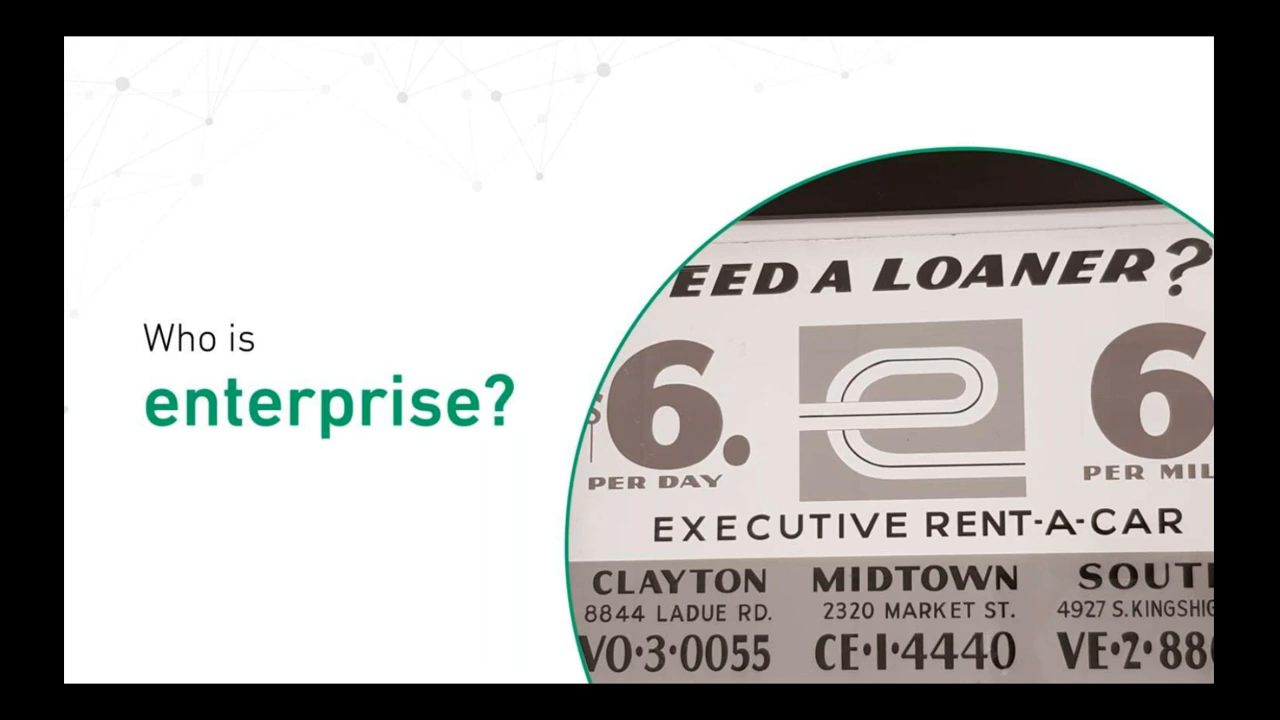 Who is
enterprise?
EED A LOANER?
$6. 6
PER DAY PER MIL
EXECUTIVE RENT-A-CAR
CLAYTON MIDTOWN SOUT
8844 LADUE RD. 2320 MARKET ST. 4927 S.KINGSHIG
VO•3•0055 CE•1•4440 VE•2•88